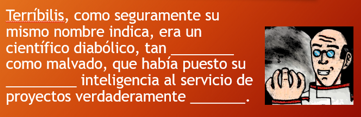 Terríbilis, como seguramente su
mismo nombre indica, era un
científico diabólico, tan ________
como malvado, que había puesto su
_________ inteligencia al servicio de
proyectos verdaderamente _______.